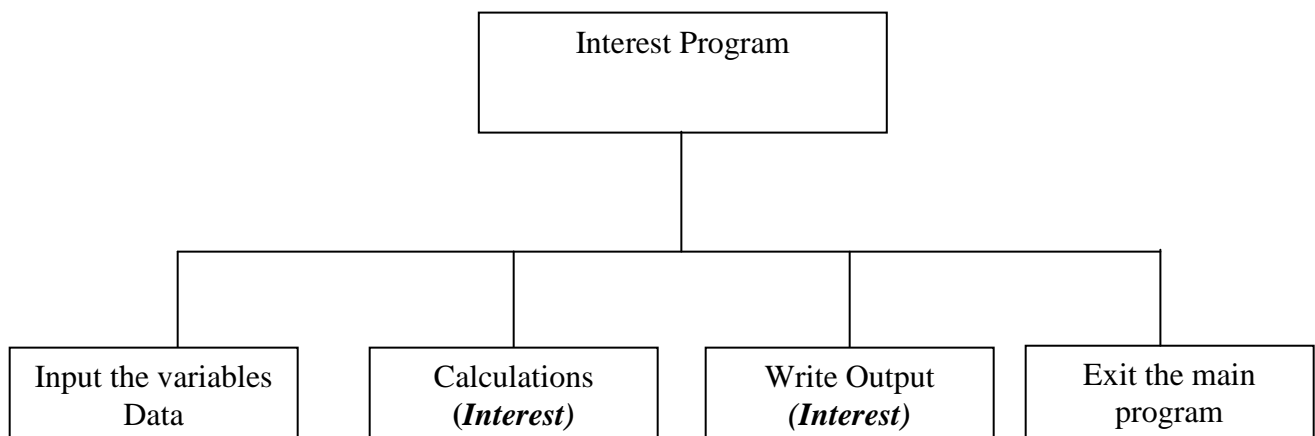 Interest Program
Input the variables
Data
Calculations
(Interest)
Write Output
(Interest)
Exit the main
program